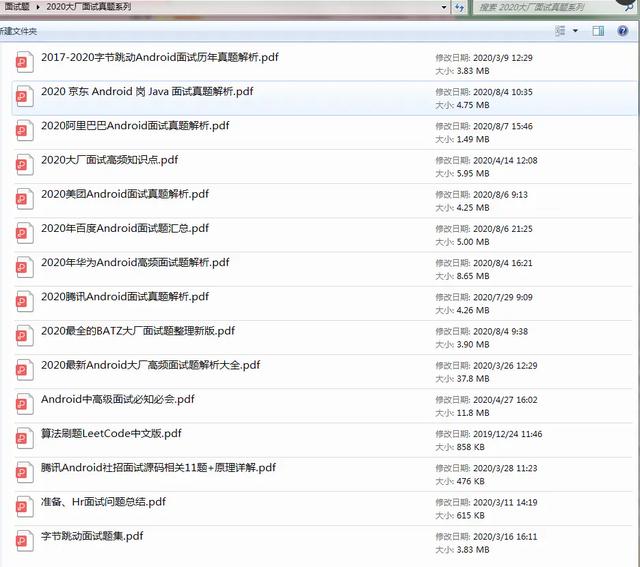 面试题 ▸ 2020大厂面试真题系列
搜索 2020大厂面试真题系列
新建文件夹
2017-2020字节跳动Android面试历年真题解析.pdf
修改日期: 2020/3/9 12:29
大小: 3.83 MB
2020 京东 Android 岗 Java 面试真题解析.pdf
修改日期: 2020/8/4 10:35
大小: 4.75 MB
2020阿里巴巴Android面试真题解析.pdf
修改日期: 2020/8/7 15:46
大小: 1.49 MB
2020大厂面试高频知识点.pdf
修改日期: 2020/4/14 12:08
大小: 5.95 MB
2020美团Android面试真题解析.pdf
修改日期: 2020/8/6 9:13
大小: 4.25 MB
2020年百度Android面试题汇总.pdf
修改日期: 2020/8/6 21:25
大小: 5.00 MB
2020年华为Android高频面试题解析.pdf
修改日期: 2020/8/4 16:21
大小: 8.65 MB
2020腾讯Android面试真题解析.pdf
修改日期: 2020/7/29 9:09
大小: 4.26 MB
2020最全的BATZ大厂面试题整理新版.pdf
修改日期: 2020/8/4 9:38
大小: 3.90 MB
2020最新Android大厂高频面试题解析大全.pdf
修改日期: 2020/3/26 12:29
大小: 37.8 MB
Android中高级面试必知必会.pdf
修改日期: 2020/4/27 16:02
大小: 11.8 MB
算法刷题LeetCode中文版.pdf
修改日期: 2019/12/24 11:46
大小: 858 KB
腾讯Android社招面试源码相关11题+原理详解.pdf
修改日期: 2020/3/28 11:23
大小: 476 KB
准备、Hr面试问题总结.pdf
修改日期: 2020/3/11 14:19
大小: 615 KB
字节跳动面试题集.pdf
修改日期: 2020/3/16 16:11
大小: 3.83 MB